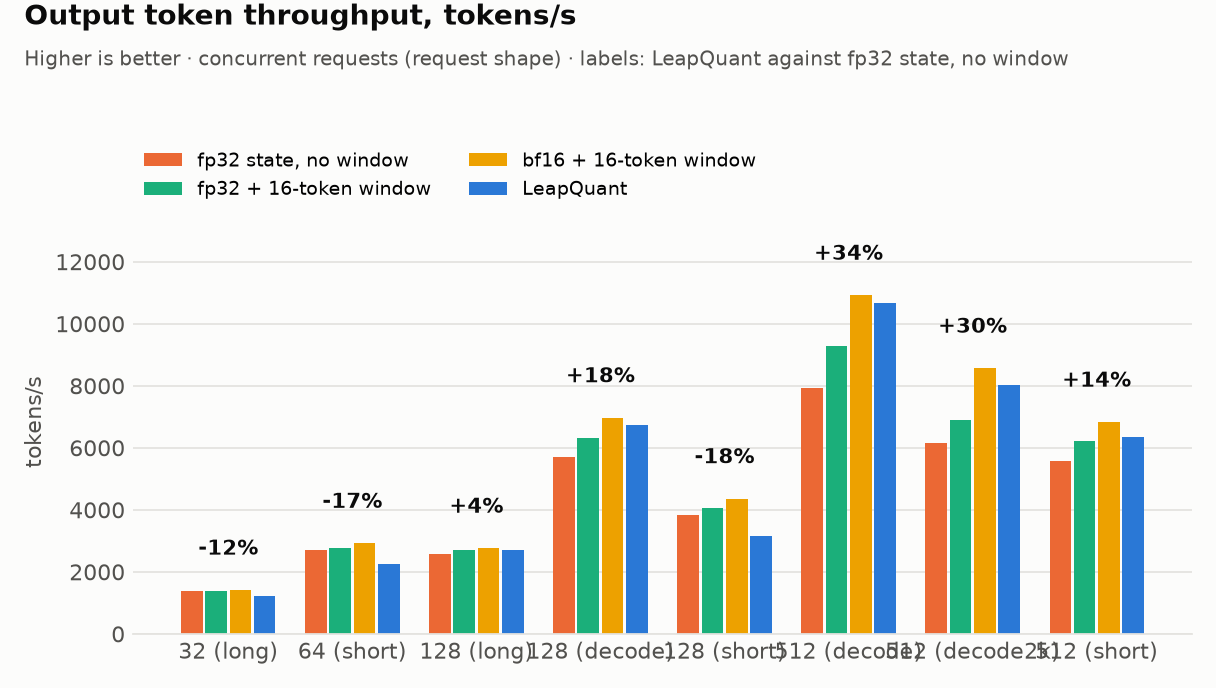 Output token throughput, tokens/s
Higher is better · concurrent requests (request shape) · labels: LeapQuant against fp32 state, no window
fp32 state, no window
bf16 + 16-token window
fp32 + 16-token window
LeapQuant
+34%
12000
+30%
10000
+18%
+14%
8000
tokens/s
6000
-18%
-17%
+4%
4000
-12%
2000
0
32 (long) 64 (short) 128 (long) 128 (decode) 128 (short) 512 (decode) 512 (decode2k) 512 (short)